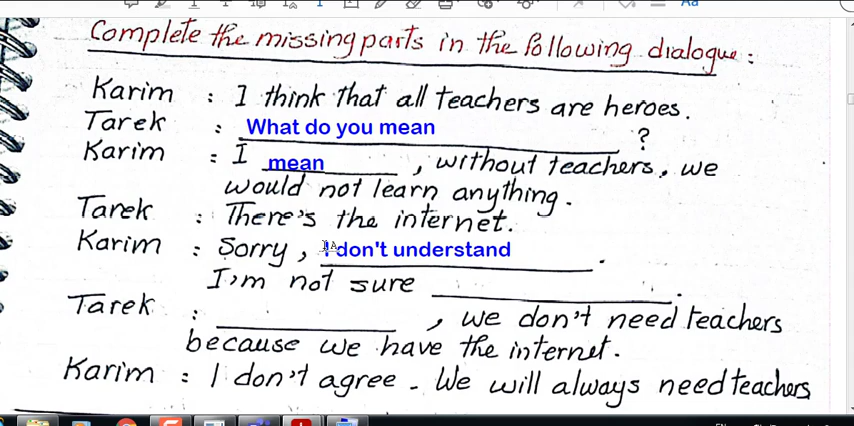 Complete the missing parts in the following dialogue:
Karim : I think that all teachers are heroes.
Tarek : What do you mean ?
Karim : I mean , without teachers, we
would not learn anything.
Tarek : There's the internet.
Karim : Sorry, I don't understand .
I'm not sure .
Tarek : , we don't need teachers
because we have the internet.
Karim : I don't agree. We will always need teachers